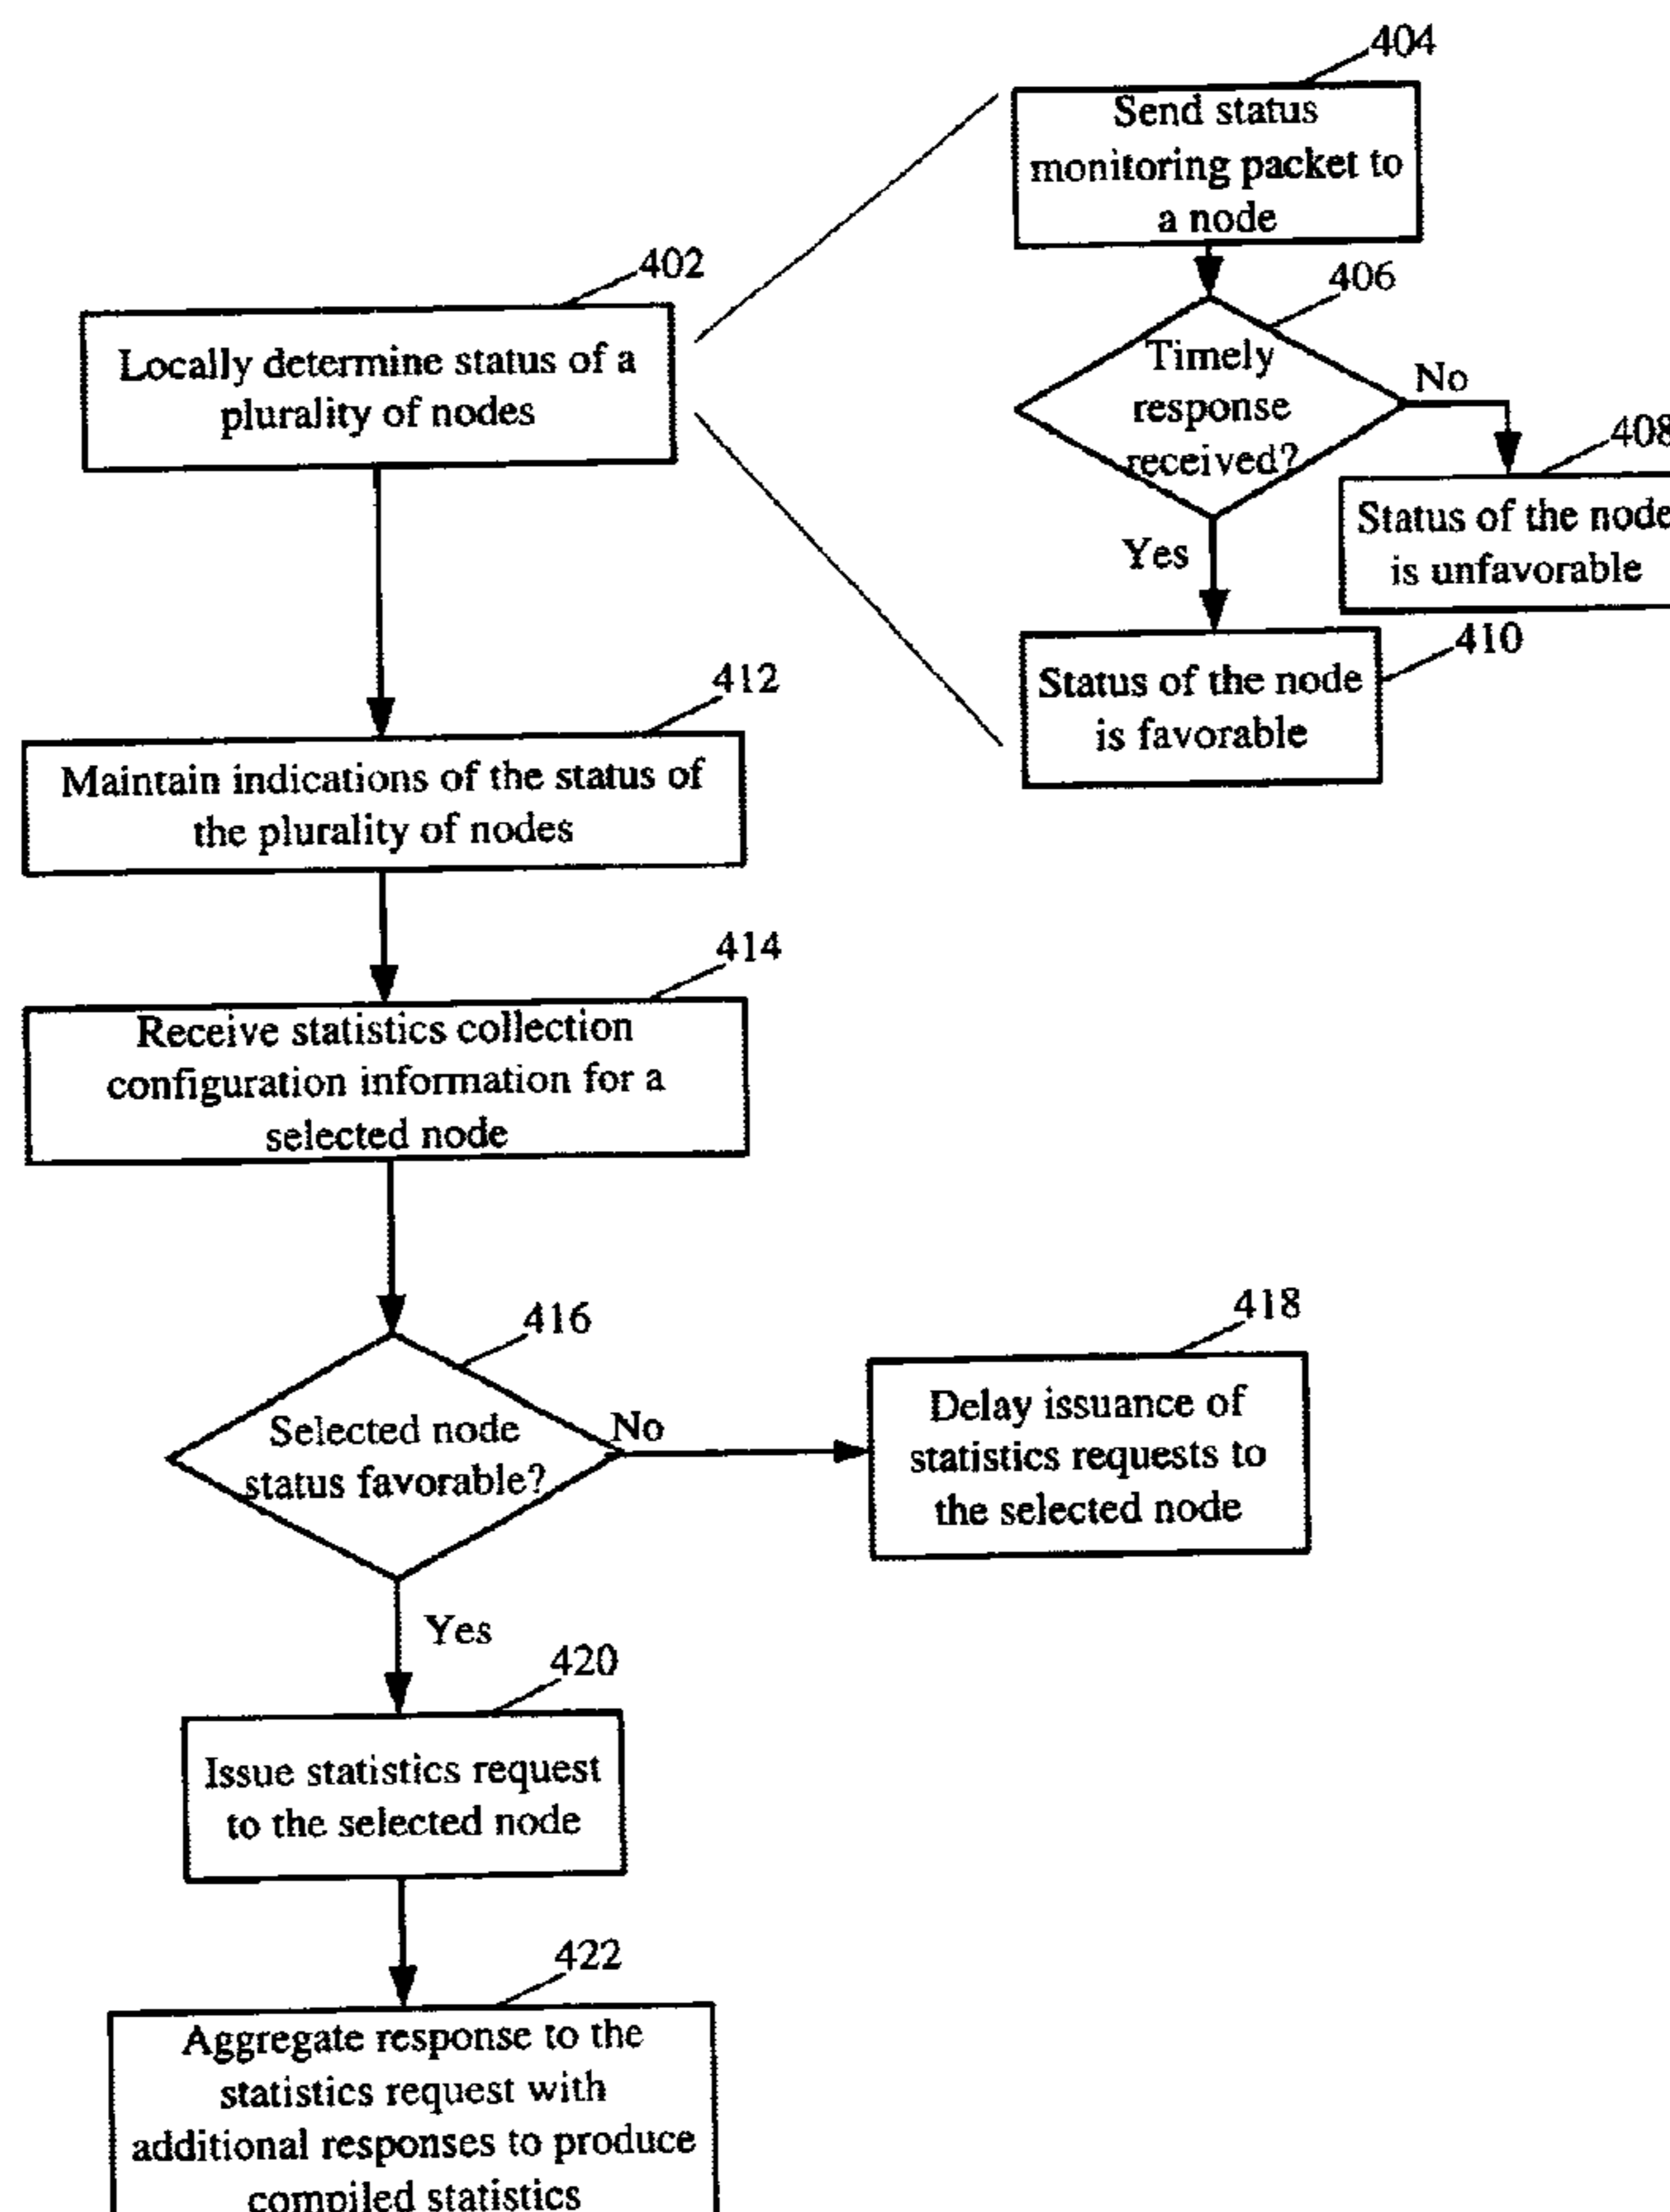 404
Send status
monitoring packet to
a node
402
Locally determine status of a
plurality of nodes
406
Timely
response
received?
No
408
Status of the node
is unfavorable
Yes
410
Status of the node
is favorable
412
Maintain indications of the status of
the plurality of nodes
414
Receive statistics collection
configuration information for a
selected node
416
Selected node
status favorable?
No
418
Delay issuance of
statistics requests to
the selected node
Yes
420
Issue statistics request
to the selected node
422
Aggregate response to the
statistics request with
additional responses to produce
compiled statistics